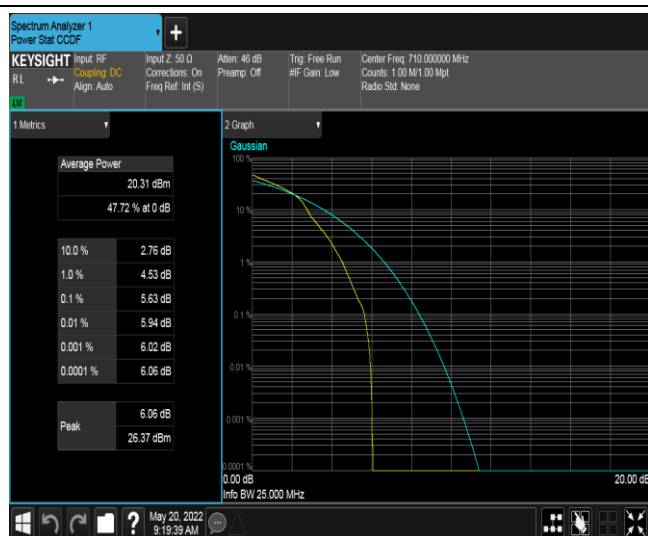 Spectrum Analyzer 1
Power Stat CCDF
+
KEYSIGHT
RL
LXI
Input: RF
Coupling: DC
Align: Auto
Input Z: 50 Ω
Corrections: On
Freq Ref: Int (S)
Atten: 46 dB
Preamp: Off
Trig: Free Run
#IF Gain: Low
Center Freq: 710.000000 MHz
Counts: 1.00 M/1.00 Mpt
Radio Std: None
1 Metrics
Average Power
20.31 dBm
47.72 % at 0 dB
10.0 % 2.76 dB
1.0 % 4.53 dB
0.1 % 5.63 dB
0.01 % 5.94 dB
0.001 % 6.02 dB
0.0001 % 6.06 dB
Peak
6.06 dB
26.37 dBm
2 Graph
Gaussian
100 %
10 %
1 %
0.1 %
0.01 %
0.001 %
0.0001 %
0.00 dB 20.00 dB
Info BW 25.000 MHz
?
May 20, 2022
9:19:39 AM